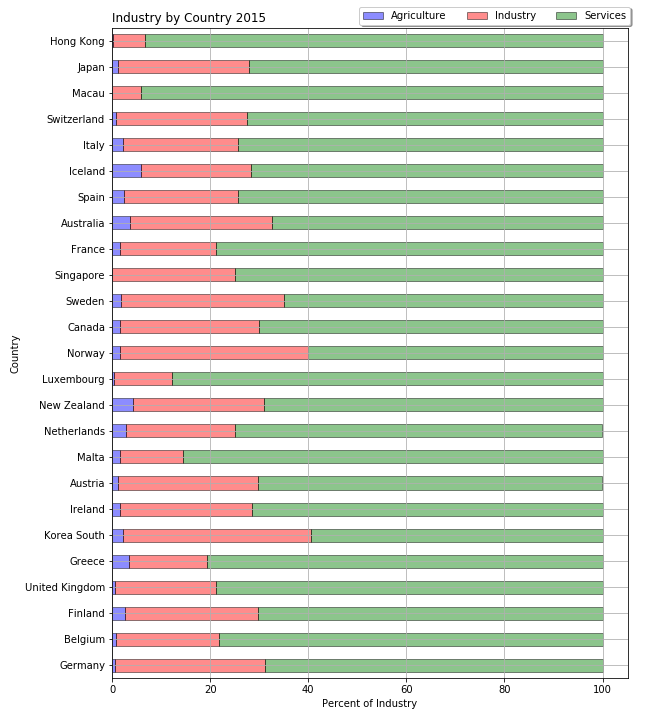 Industry by Country 2015
Agriculture Industry Services
Hong Kong
Japan
Macau
Switzerland
Italy
Iceland
Spain
Australia
France
Singapore
Sweden
Canada
Norway
Luxembourg
New Zealand
Netherlands
Malta
Austria
Ireland
Korea South
Greece
United Kingdom
Finland
Belgium
Germany
Country
0 20 40 60 80 100
Percent of Industry